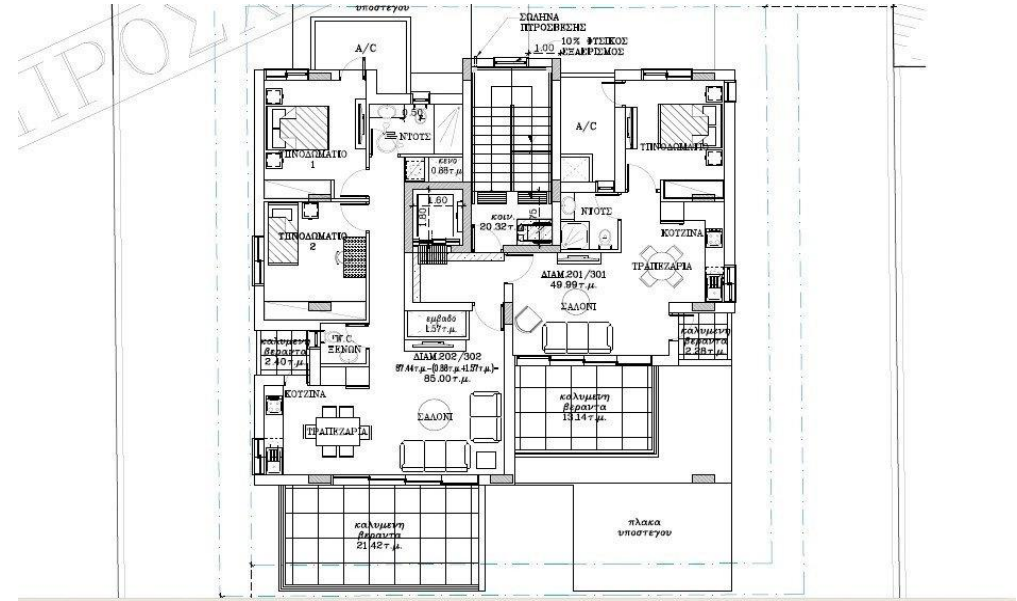 υποστεγου
ΣΩΛΗΝΑ
ΠΥΡΟΣΒΕΣΗΣ
10% ΦΥΣΙΚΟΣ
ΕΞΑΕΡΙΣΜΟΣ
1.00
A/C
A/C
0.50
ΝΤΟΥΣ
ΥΠΝΟΔΩΜΑΤΙΟ
1
ΥΠΝΟΔΩΜΑΤΙΟ
κενο
0.88τ.μ.
1.60
1.80
κοιν.
20.32τ.μ.
.75
ΝΤΟΥΣ
ΚΟΥΖΙΝΑ
ΥΠΝΟΔΩΜΑΤΙΟ
2
ΤΡΑΠΕΖΑΡΙΑ
ΔΙΑΜ.201/301
49.99τ.μ.
ΣΑΛΟΝΙ
εμβαδο
1.57τ.μ.
W.C.
ΞΕΝΩΝ
καλυμενη
βεραντα
2.40τ.μ.
καλυμενη
βεραντα
2.28τ.μ.
ΔΙΑΜ.202/302
87.44τ.μ.-(0.88τ.μ.+1.57τ.μ.)=
85.00τ.μ.
ΚΟΥΖΙΝΑ
ΣΑΛΟΝΙ
ΤΡΑΠΕΖΑΡΙΑ
καλυμενη
βεραντα
13.14τ.μ.
καλυμενη
βεραντα
21.42τ.μ.
πλακα
υποστεγου